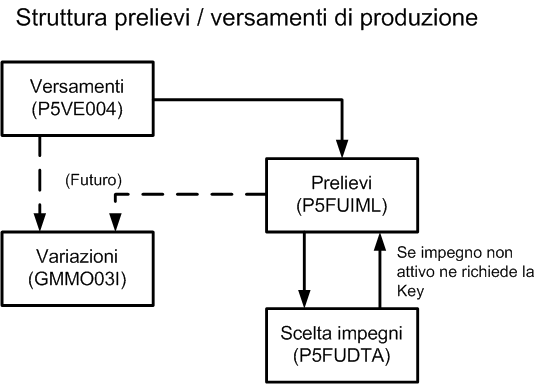 Struttura prelievi / versamenti di produzione
Versamenti
(P5VE004)
(Futuro)
Prelievi
(P5FUIML)
Variazioni
(GMMO03I)
Se impegno non
attivo ne richiede la
Key
Scelta impegni
(P5FUDTA)